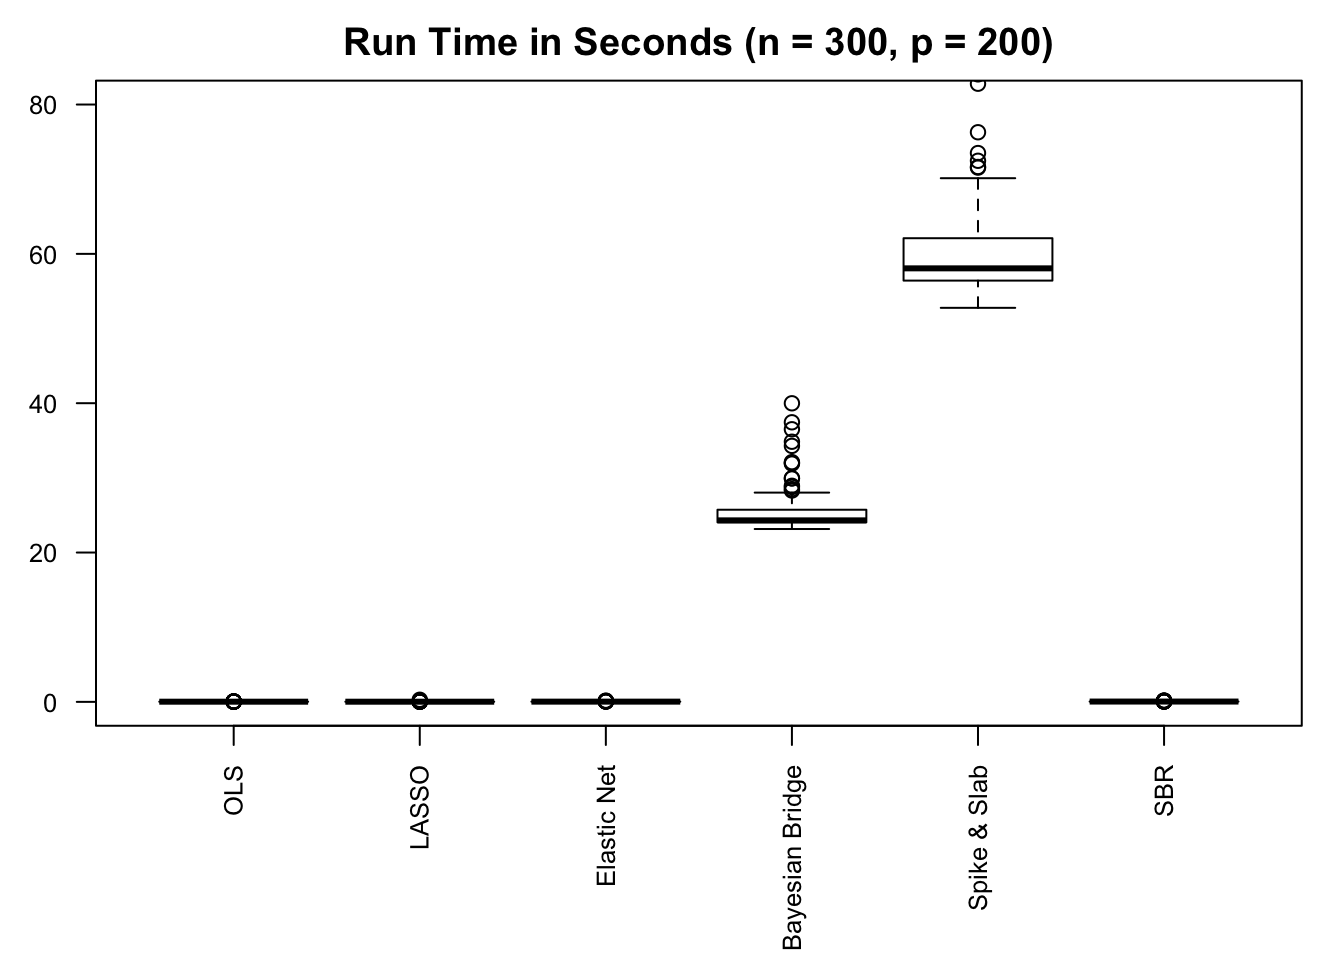 Run Time in Seconds (n = 300, p = 200)
80
60
40
20
0
OLS
LASSO
Elastic Net
Bayesian Bridge
Spike & Slab
SBR